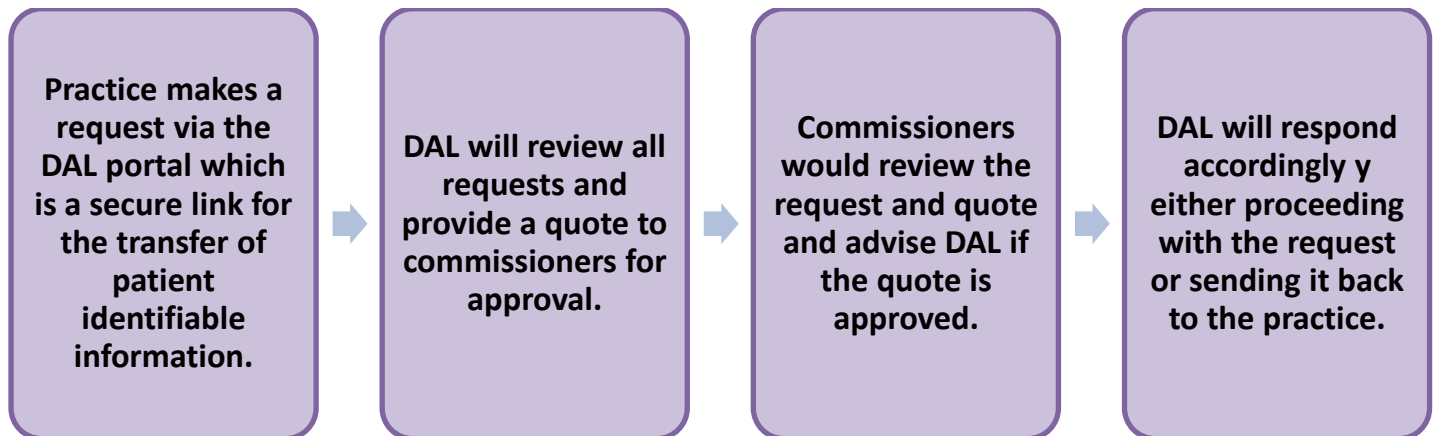 Practice makes a
request via the
DAL portal which
is a secure link for
the transfer of
patient
identifiable
information.
DAL will review all
requests and
provide a quote to
commissioners for
approval.
Commissioners
would review the
request and quote
and advise DAL if
the quote is
approved.
DAL will respond
accordingly y
either proceeding
with the request
or sending it back
to the practice.